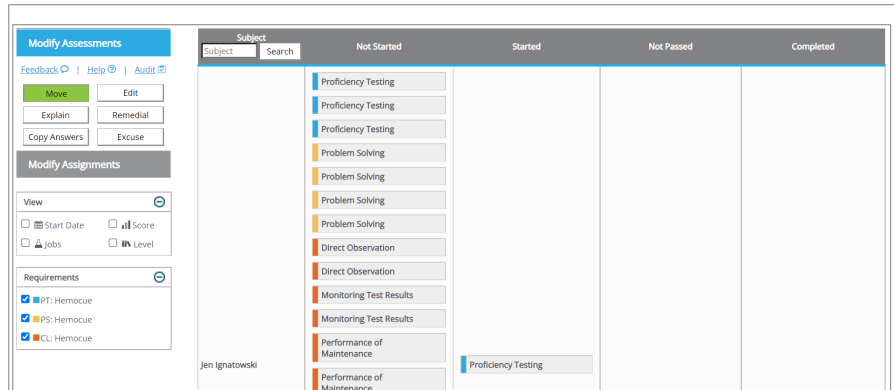 Modify Assessments
Feedback | Help | Audit
Move Edit
Explain Remedial
Copy Answers Excuse
Modify Assignments
View
Start Date Score
Jobs Level
Requirements
PT: Hemocue
PS: Hemocue
CL: Hemocue
Subject
Subject Search
Not Started
Started
Not Passed
Completed
Proficiency Testing
Proficiency Testing
Proficiency Testing
Problem Solving
Problem Solving
Problem Solving
Problem Solving
Direct Observation
Direct Observation
Monitoring Test Results
Monitoring Test Results
Performance of
Maintenance
Jen Ignatowski
Proficiency Testing
Performance of
Maintenance